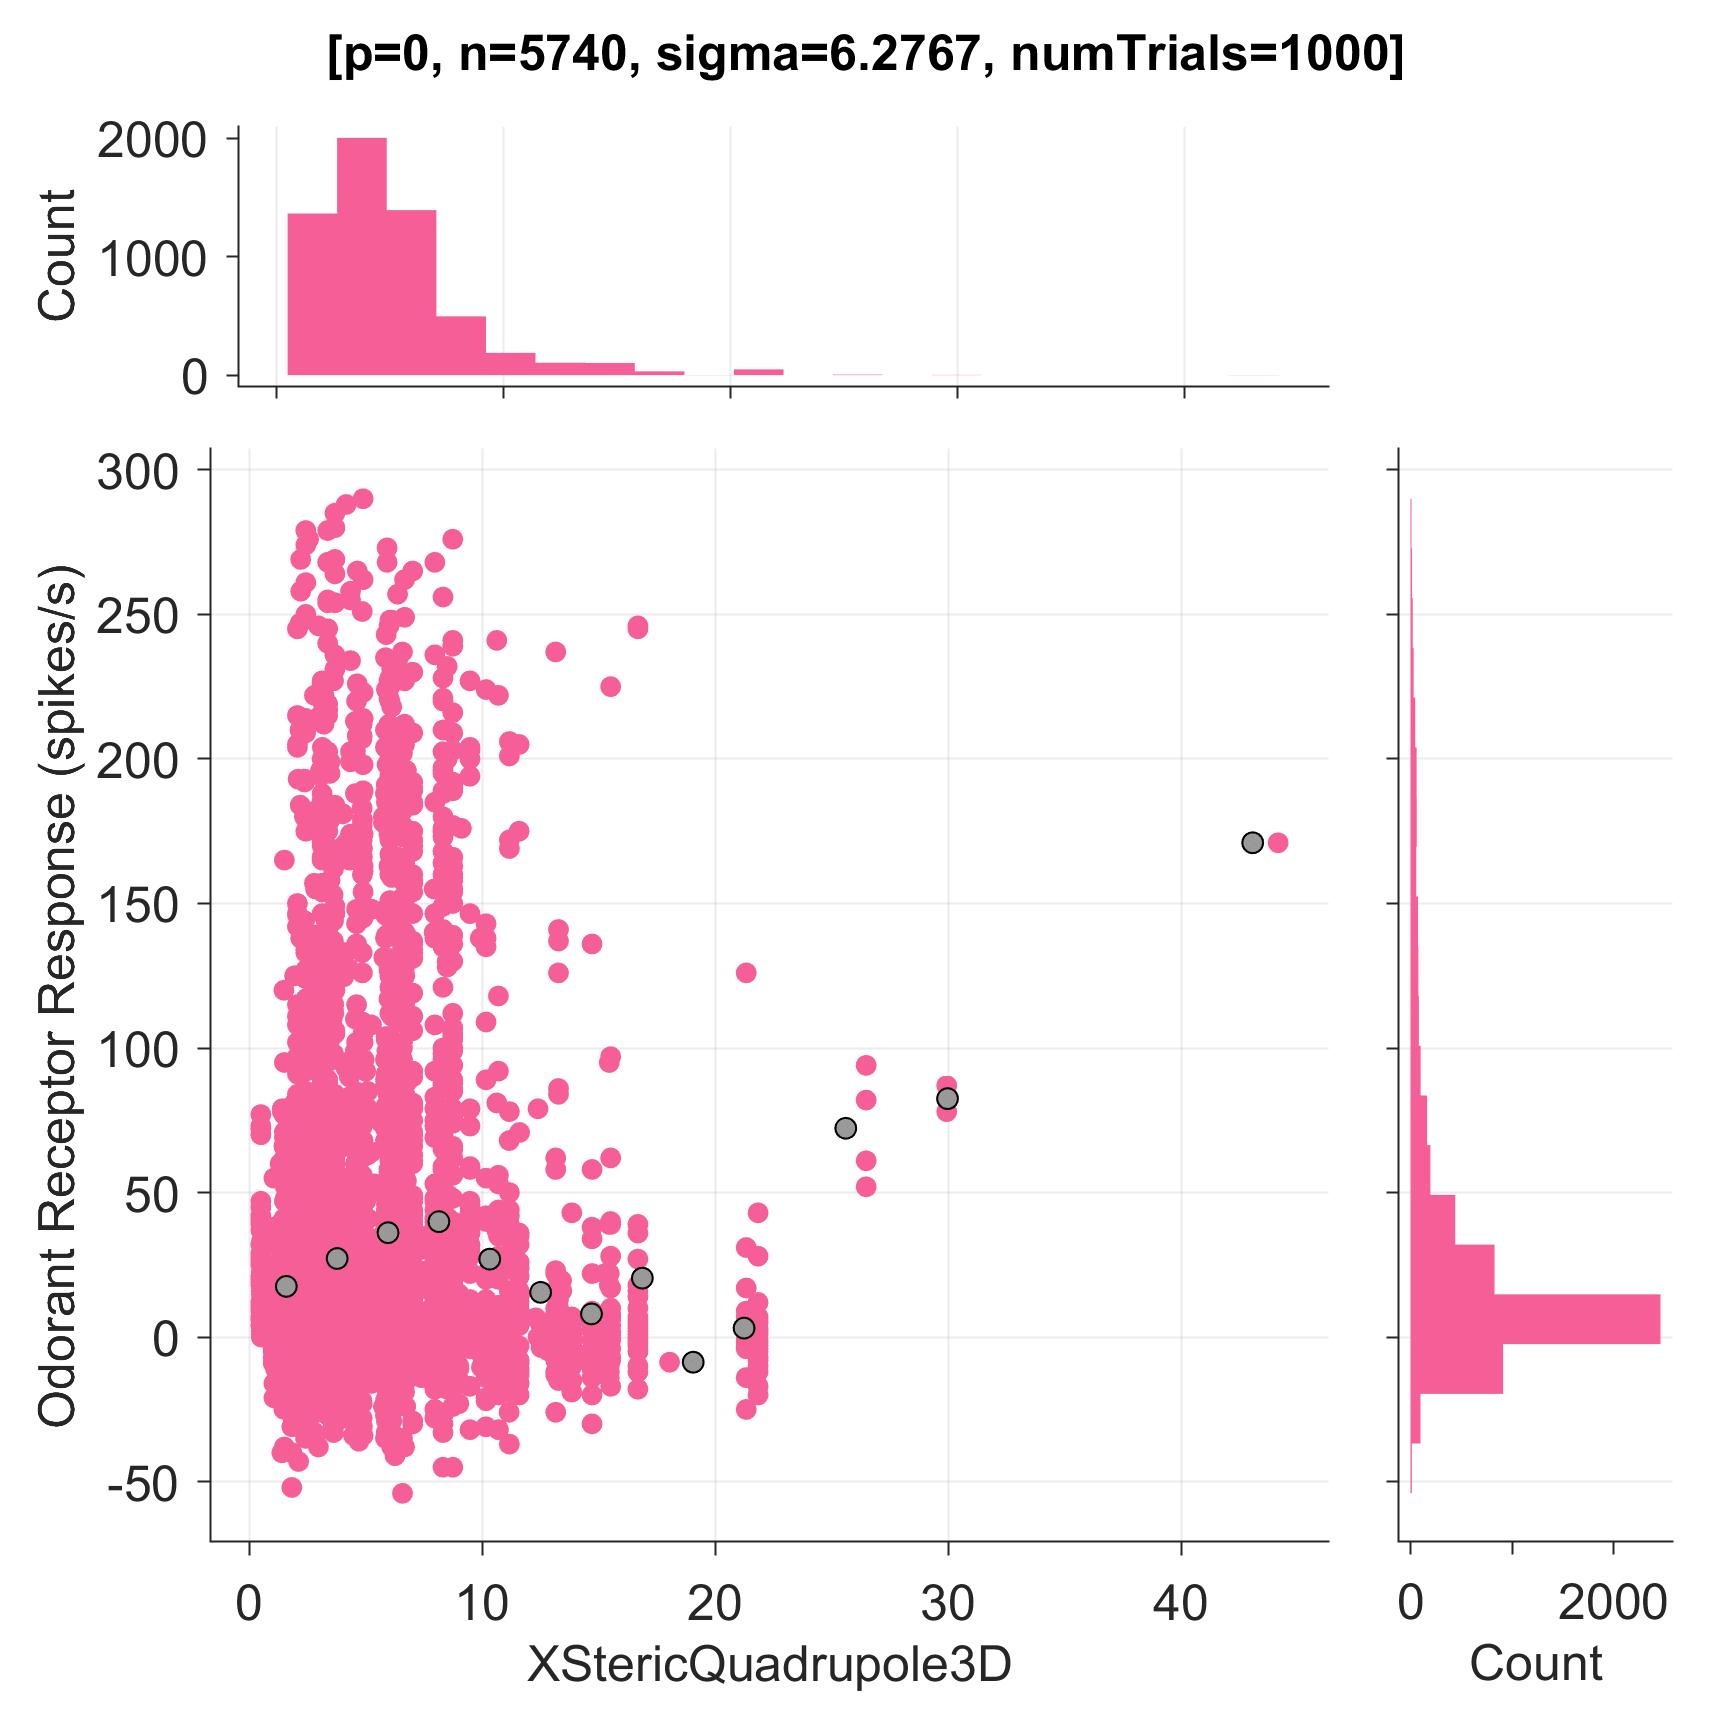 [p=0, n=5740, sigma=6.2767, numTrials=1000]
2000
1000
0
Count
300
250
200
150
100
50
0
-50
Odorant Receptor Response (spikes/s)
0 10 20 30 40
XStericQuadrupole3D
0 2000
Count